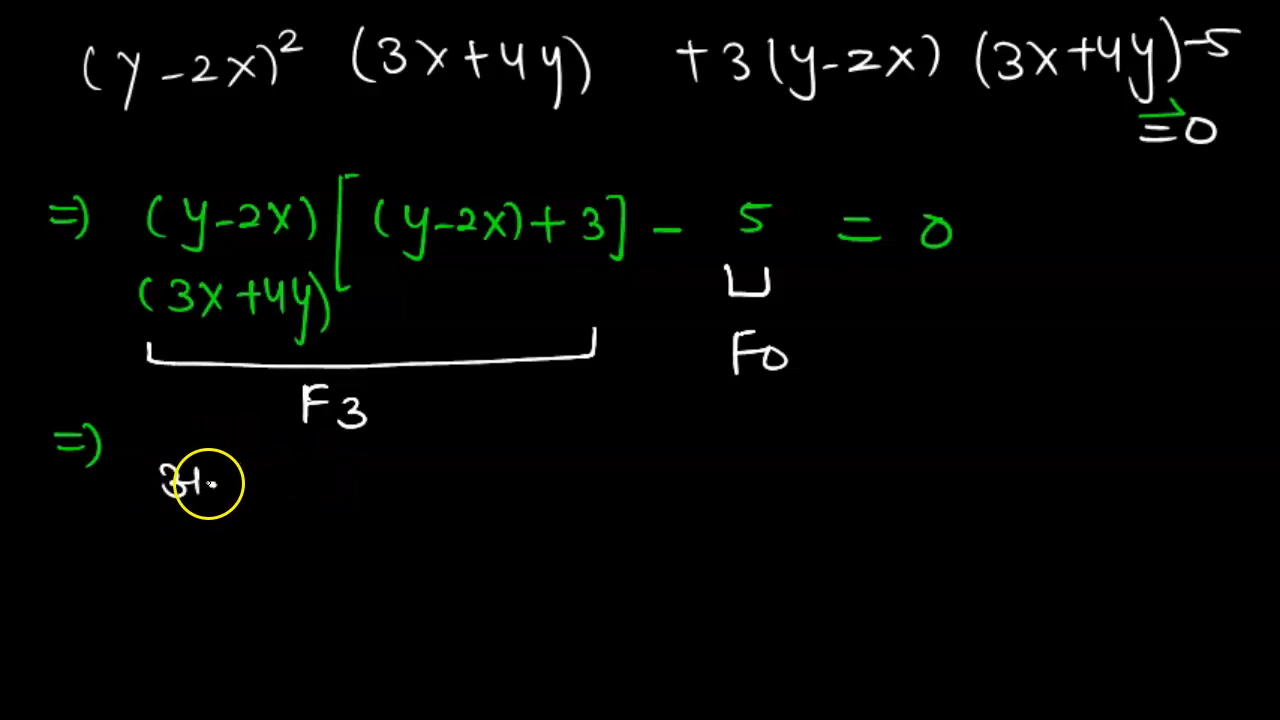 (y-2x)² (3x+4y) +3(y-2x) (3x+4y)-5
=0
=) (y-2x)[(y-2x)+3] - 5 = 0
(3x+4y)
F3
F0
=)